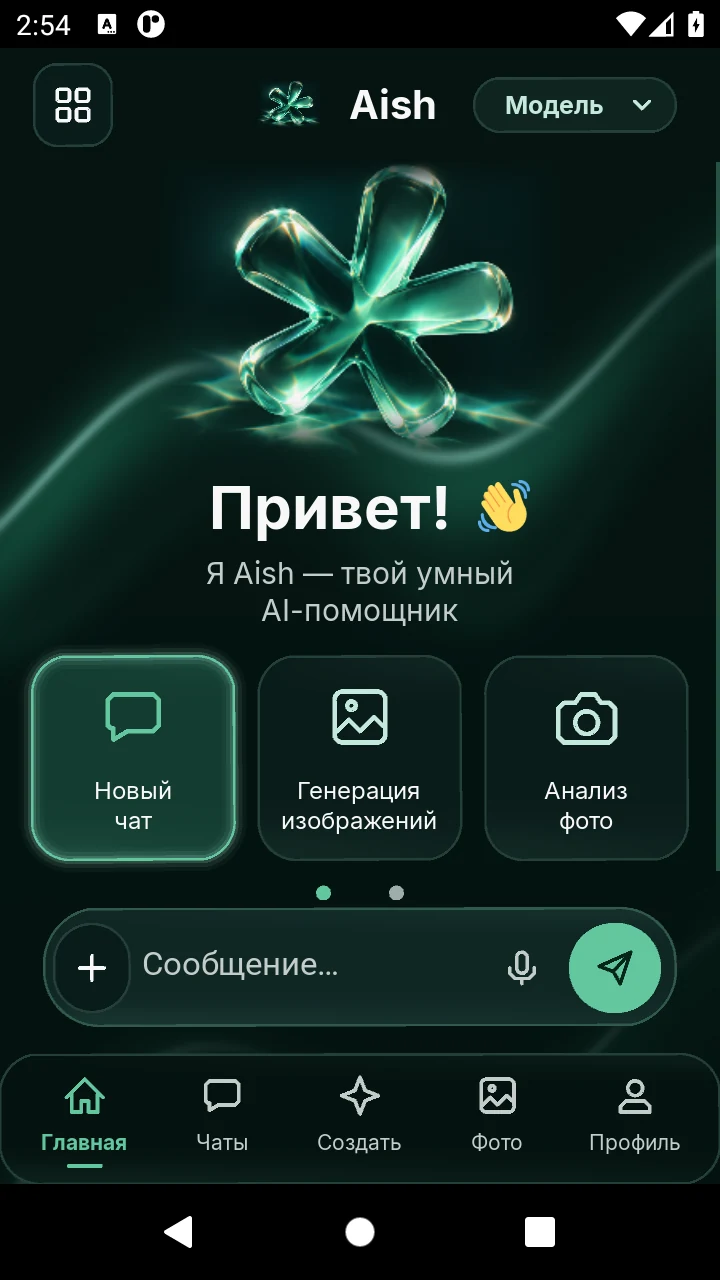 2:54
Aish
Модель
Привет! 👋
Я Aish — твой умный
AI-помощник
Новый
чат
Генерация
изображений
Анализ
фото
Сообщение...
Главная
Чаты
Создать
Фото
Профиль